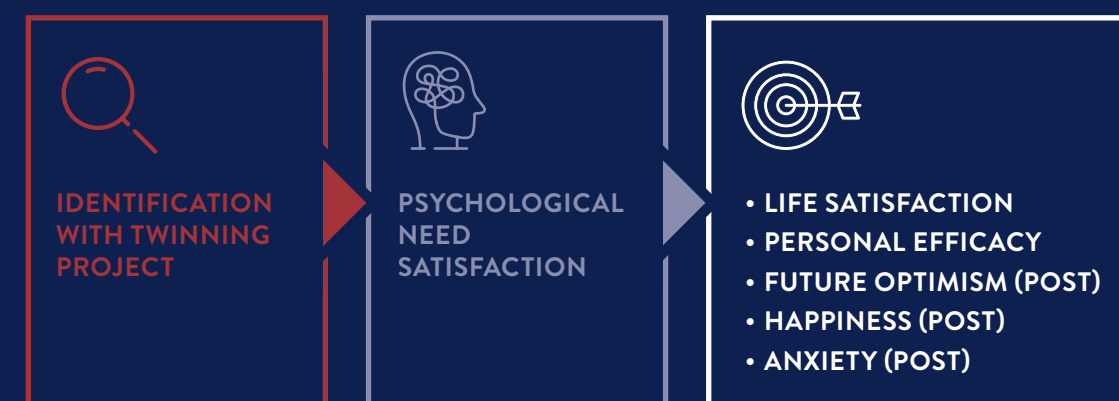 IDENTIFICATION
WITH TWINNING
PROJECT
PSYCHOLOGICAL
NEED
SATISFACTION
• LIFE SATISFACTION
• PERSONAL EFFICACY
• FUTURE OPTIMISM (POST)
• HAPPINESS (POST)
• ANXIETY (POST)